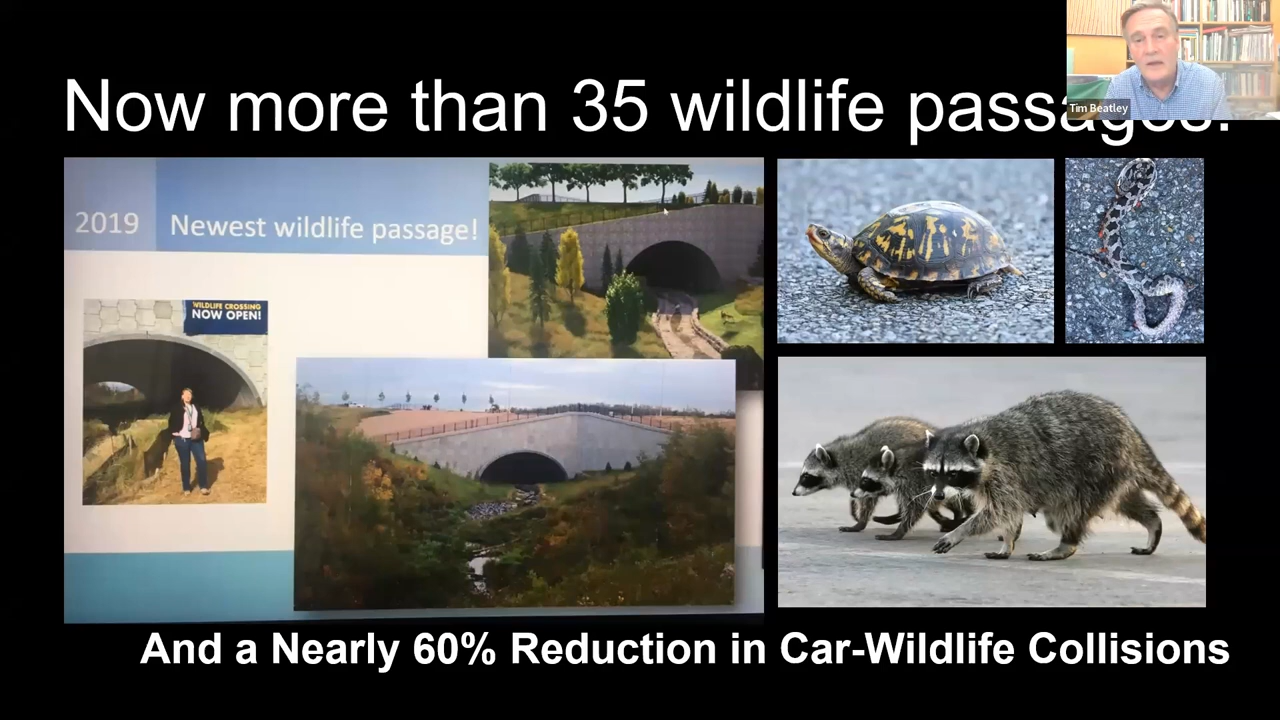 Now more than 35 wildlife passages!
Tim Beatley
2019
Newest wildlife passage!
WILDLIFE CROSSING
NOW OPEN!
And a Nearly 60% Reduction in Car-Wildlife Collisions